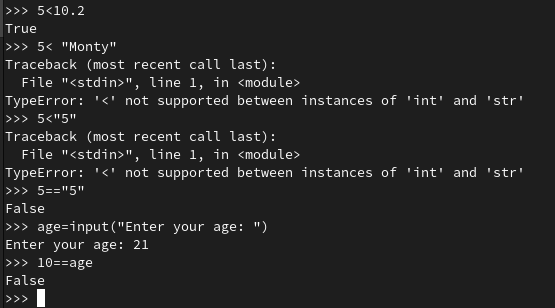 >>> 5<10.2
True
>>> 5< "Monty"
Traceback (most recent call last):
  File "<stdin>", line 1, in <module>
TypeError: '<' not supported between instances of 'int' and 'str'
>>> 5<"5"
Traceback (most recent call last):
  File "<stdin>", line 1, in <module>
TypeError: '<' not supported between instances of 'int' and 'str'
>>> 5=="5"
False
>>> age=input("Enter your age: ")
Enter your age: 21
>>> 10==age
False
>>>